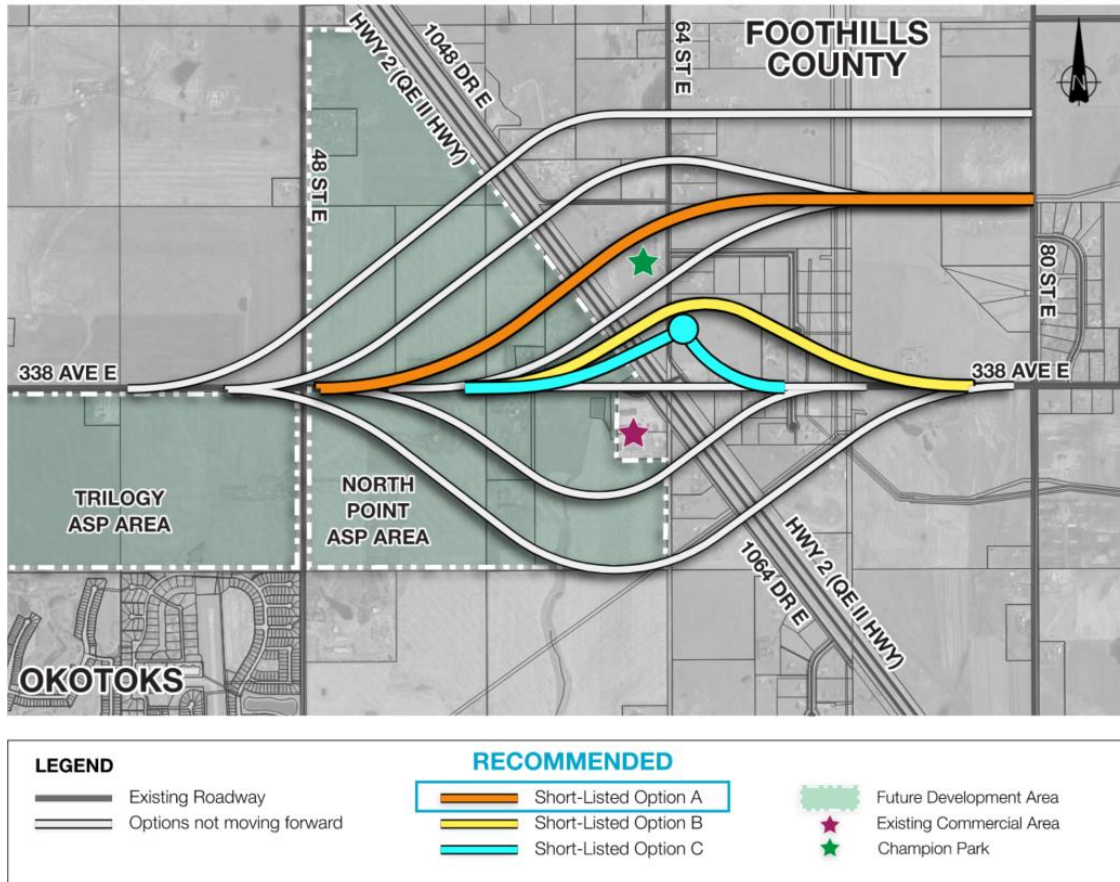 FOOTHILLS
COUNTY
N
HWY 2 (QE II HWY)
1048 DR E
64 ST E
48 ST E
80 ST E
338 AVE E
338 AVE E
TRILOGY
ASP AREA
NORTH
POINT
ASP AREA
HWY 2 (QE II HWY)
1064 DR E
OKOTOKS
LEGEND
Existing Roadway
Options not moving forward
RECOMMENDED
Short-Listed Option A
Short-Listed Option B
Short-Listed Option C
Future Development Area
Existing Commercial Area
Champion Park